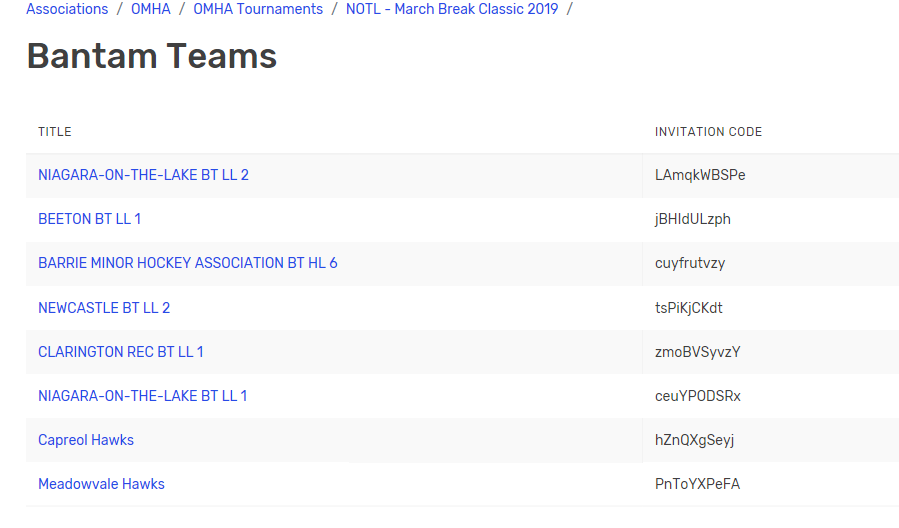 Associations / OMHA / OMHA Tournaments / NOTL - March Break Classic 2019 /
Bantam Teams
TITLE INVITATION CODE
NIAGARA-ON-THE-LAKE BT LL 2 LAmqkWBSPe
BEETON BT LL 1 jBHIdULzph
BARRIE MINOR HOCKEY ASSOCIATION BT HL 6 cuyfrutvzy
NEWCASTLE BT LL 2 tsPiKjCKdt
CLARINGTON REC BT LL 1 zmoBVSyvzY
NIAGARA-ON-THE-LAKE BT LL 1 ceuYPODSRx
Capreol Hawks hZnQXgSeyj
Meadowvale Hawks PnToYXPeFA